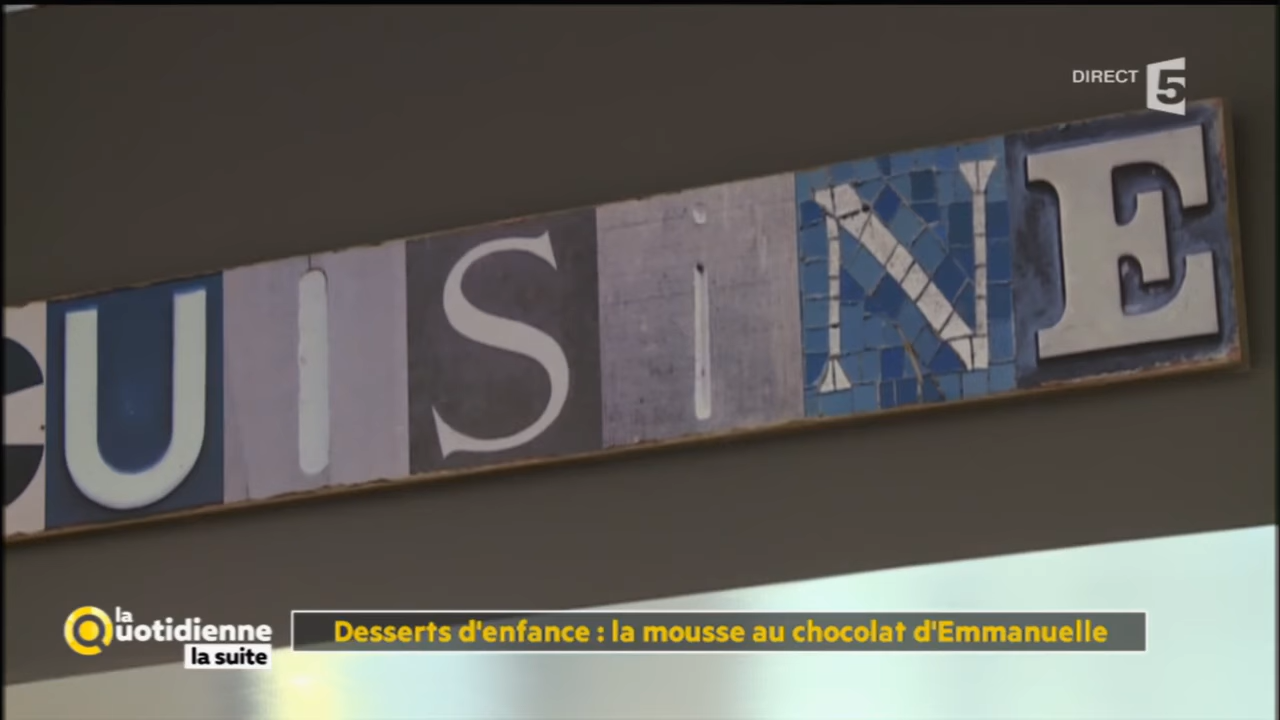 DIRECT 5
CUISiNE
la
Quotidienne
la suite
Desserts d'enfance : la mousse au chocolat d'Emmanuelle